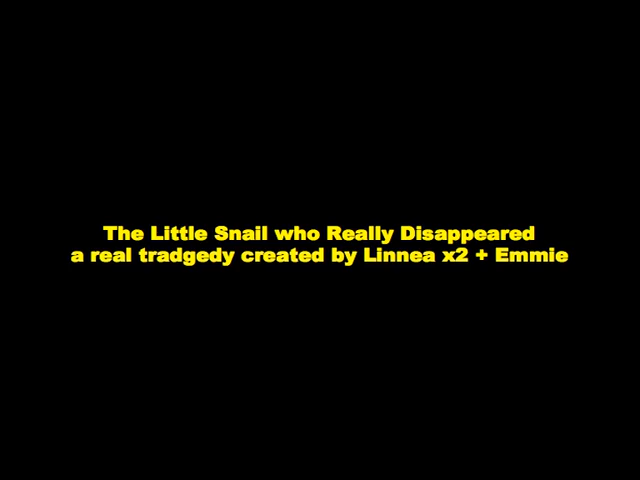 The Little Snail who Really Disappeared
a real tradgedy created by Linnea x2 + Emmie